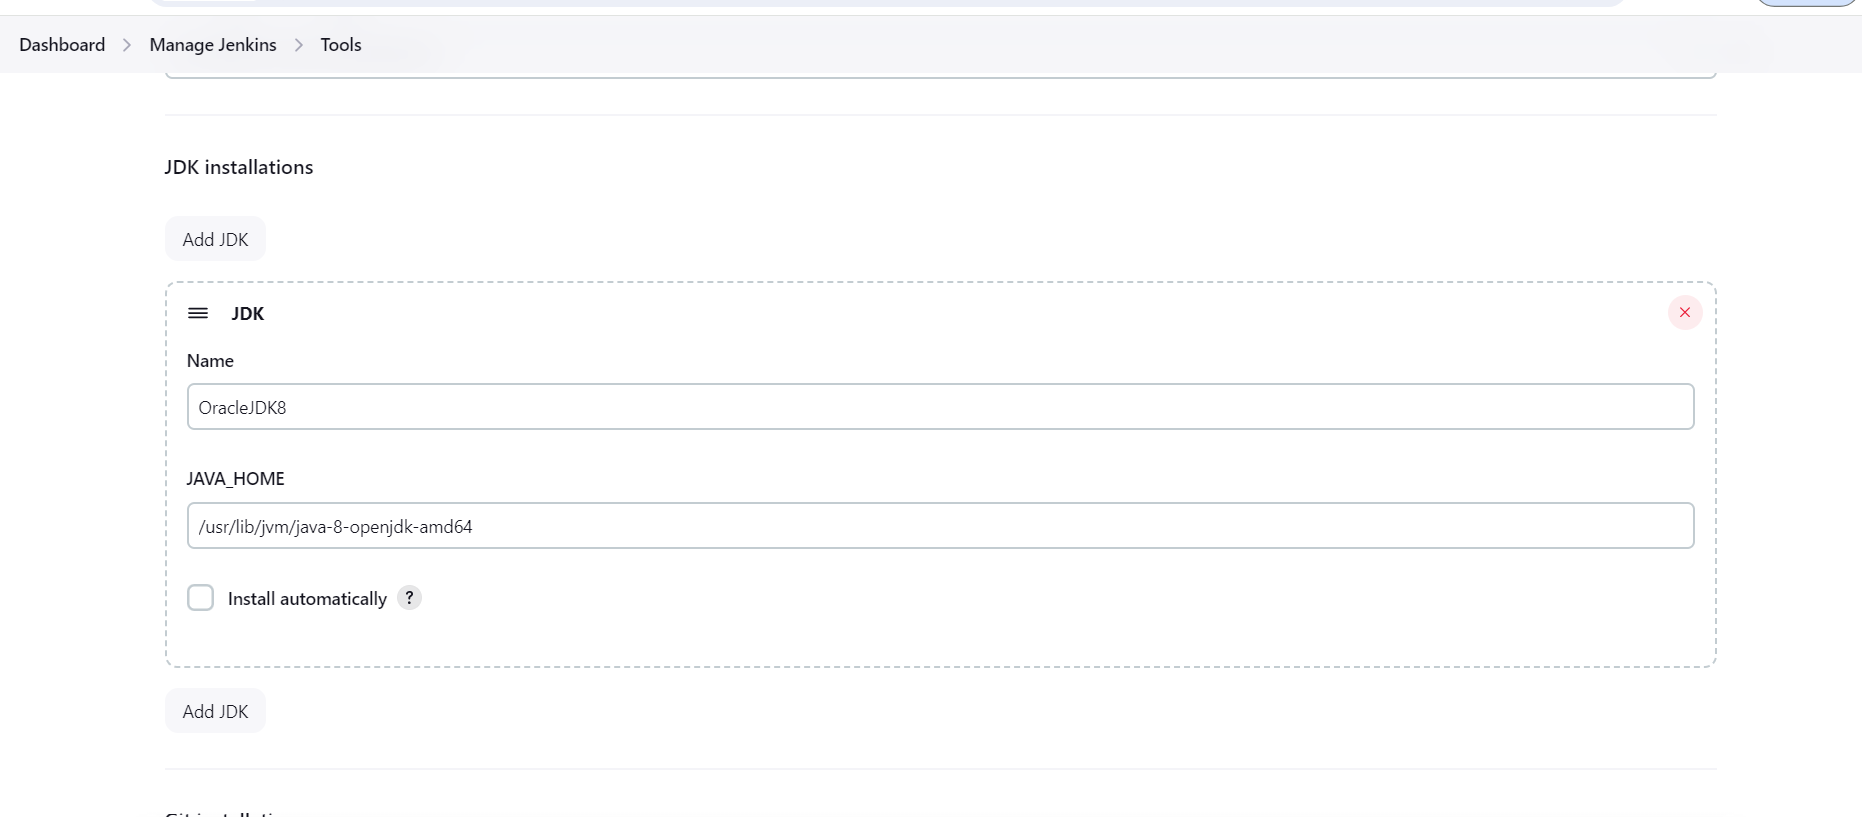 Dashboard > Manage Jenkins > Tools
JDK installations
Add JDK
JDK
Name
OracleJDK8
JAVA_HOME
/usr/lib/jvm/java-8-openjdk-amd64
Install automatically ?
Add JDK